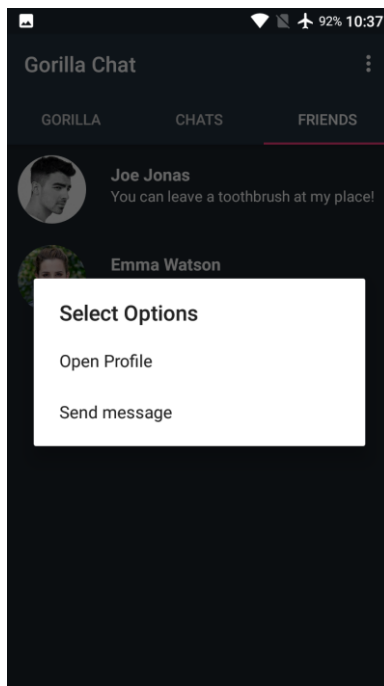 92% 10:37
Gorilla Chat
GORILLA CHATS FRIENDS
Joe Jonas
You can leave a toothbrush at my place!
Emma Watson
Select Options
Open Profile
Send message